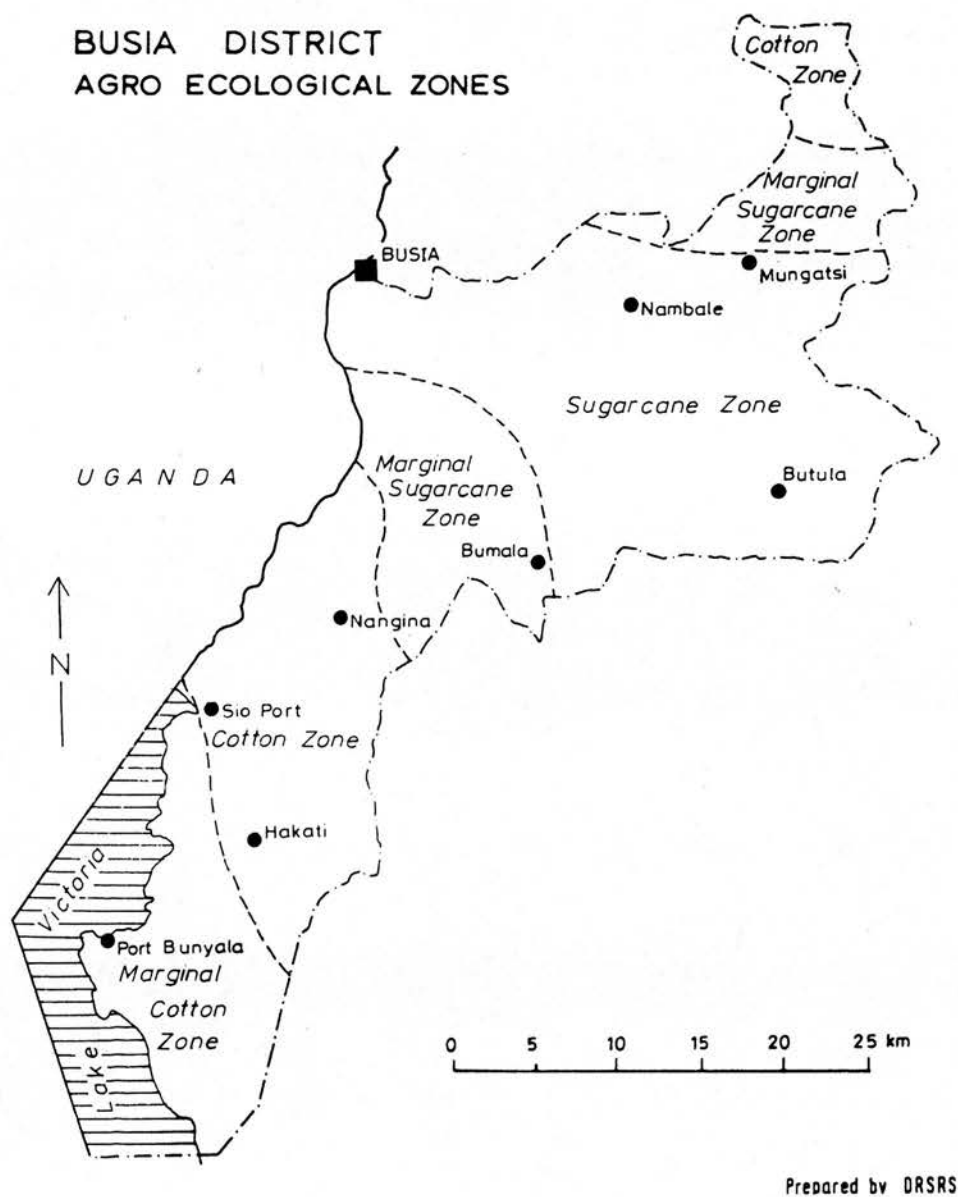 BUSIA DISTRICT
AGRO ECOLOGICAL ZONES
Cotton
Zone
Marginal
Sugarcane
Zone
BUSIA
Mungatsi
Nambale
Sugarcane Zone
UGANDA
Marginal
Sugarcane
Zone
Butula
Bumala
N
Nangina
Sio Port
Cotton Zone
Hakati
Lake Victoria
Port Bunyala
Marginal
Cotton
Zone
0 5 10 15 20 25 km
Prepared by DRSRS